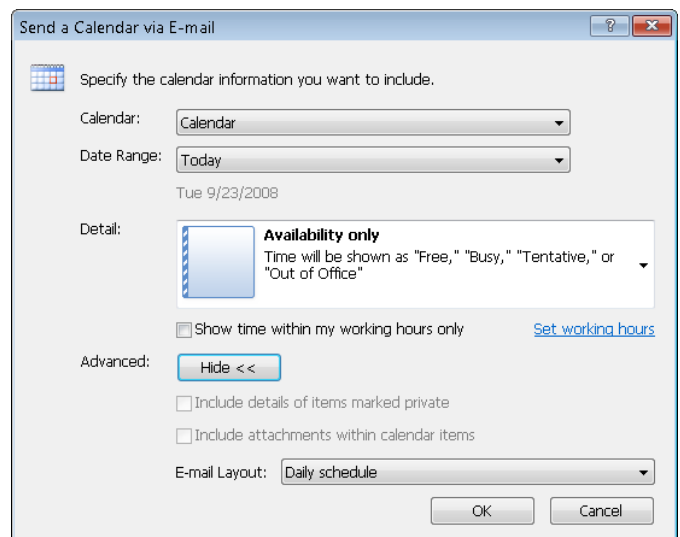 Send a Calendar via E-mail
Specify the calendar information you want to include.
Calendar: Calendar
Date Range: Today
Tue 9/23/2008
Detail: Availability only
Time will be shown as "Free," "Busy," "Tentative," or
"Out of Office"
Show time within my working hours only Set working hours
Advanced: Hide <<
Include details of items marked private
Include attachments within calendar items
E-mail Layout: Daily schedule
OK Cancel